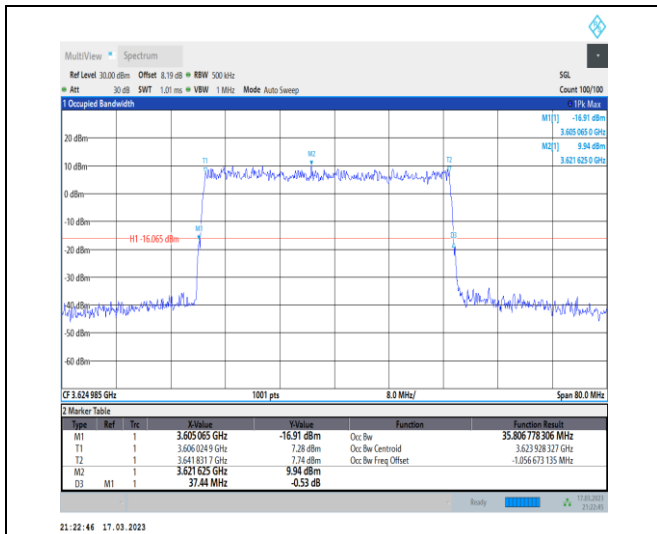 MultiView Spectrum
Ref Level 30.00 dBm Offset 8.19 dB RBW 500 kHz SGL
Att 30 dB SWT 1.01 ms VBW 1 MHz Mode Auto Sweep Count 100/100
1 Occupied Bandwidth 1Pk Max
M1[1] -16.91 dBm
3.605 065 0 GHz
M2[1] 9.94 dBm
3.621 625 0 GHz
20 dBm
T1 M2 T2
10 dBm
0 dBm
-10 dBm
M1 D3
H1 -16.065 dBm
-20 dBm
-30 dBm
-40 dBm
-50 dBm
-60 dBm
CF 3.624 985 GHz 1001 pts 8.0 MHz/ Span 80.0 MHz
2 Marker Table
Type Ref Trc X-Value Y-Value Function Function Result
M1 1 3.605 065 GHz -16.91 dBm Occ Bw 35.806 778 306 MHz
T1 1 3.606 024 9 GHz 7.28 dBm Occ Bw Centroid 3.623 928 327 GHz
T2 1 3.641 831 7 GHz 7.74 dBm Occ Bw Freq Offset -1.056 673 135 MHz
M2 1 3.621 625 GHz 9.94 dBm
D3 M1 1 37.44 MHz -0.53 dB
Ready 17.03.2023
21:22:45
21:22:46 17.03.2023